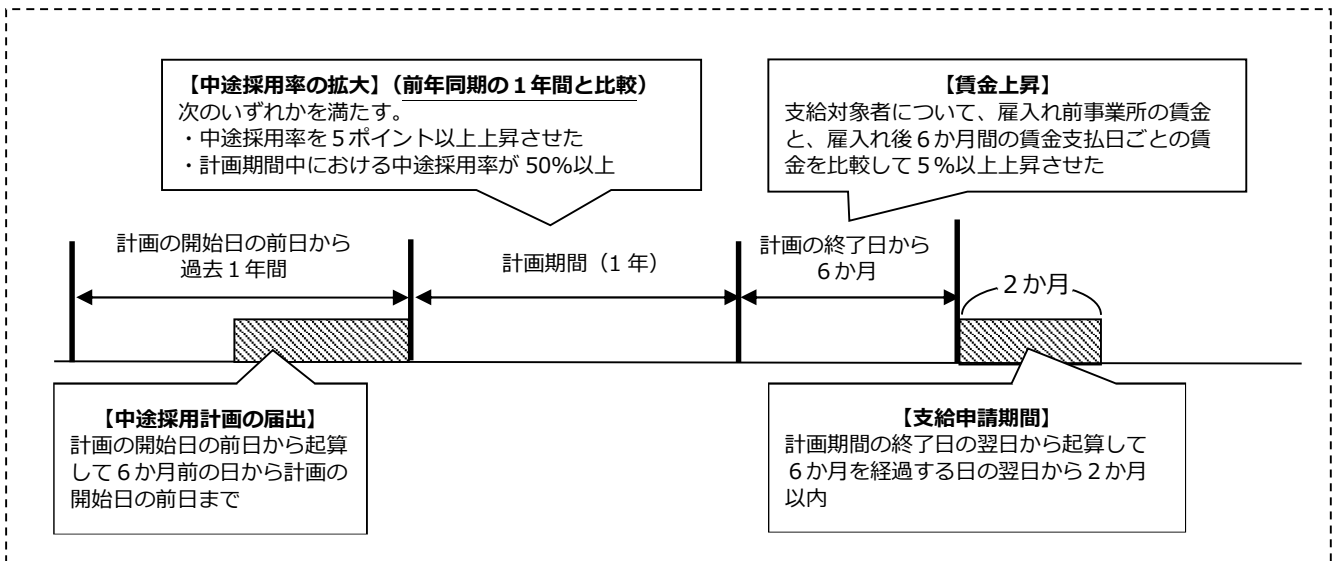 【中途採用率の拡大】（前年同期の１年間と比較）
次のいずれかを満たす。
・中途採用率を５ポイント以上上昇させた
・計画期間中における中途採用率が 50%以上
【賃金上昇】
支給対象者について、雇入れ前事業所の賃金
と、雇入れ後６か月間の賃金支払日ごとの賃
金を比較して５％以上上昇させた
計画の開始日の前日から
過去１年間
計画期間（１年）
計画の終了日から
６か月
２か月
【中途採用計画の届出】
計画の開始日の前日から起算
して６か月前の日から計画の
開始日の前日まで
【支給申請期間】
計画期間の終了日の翌日から起算して
６か月を経過する日の翌日から２か月
以内